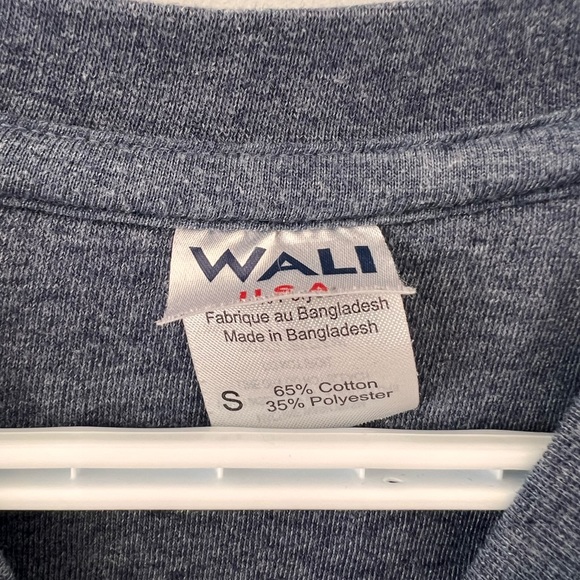 WALI
U.S.A
Fabrique au Bangladesh
Made in Bangladesh
S
65% Cotton
35% Polyester